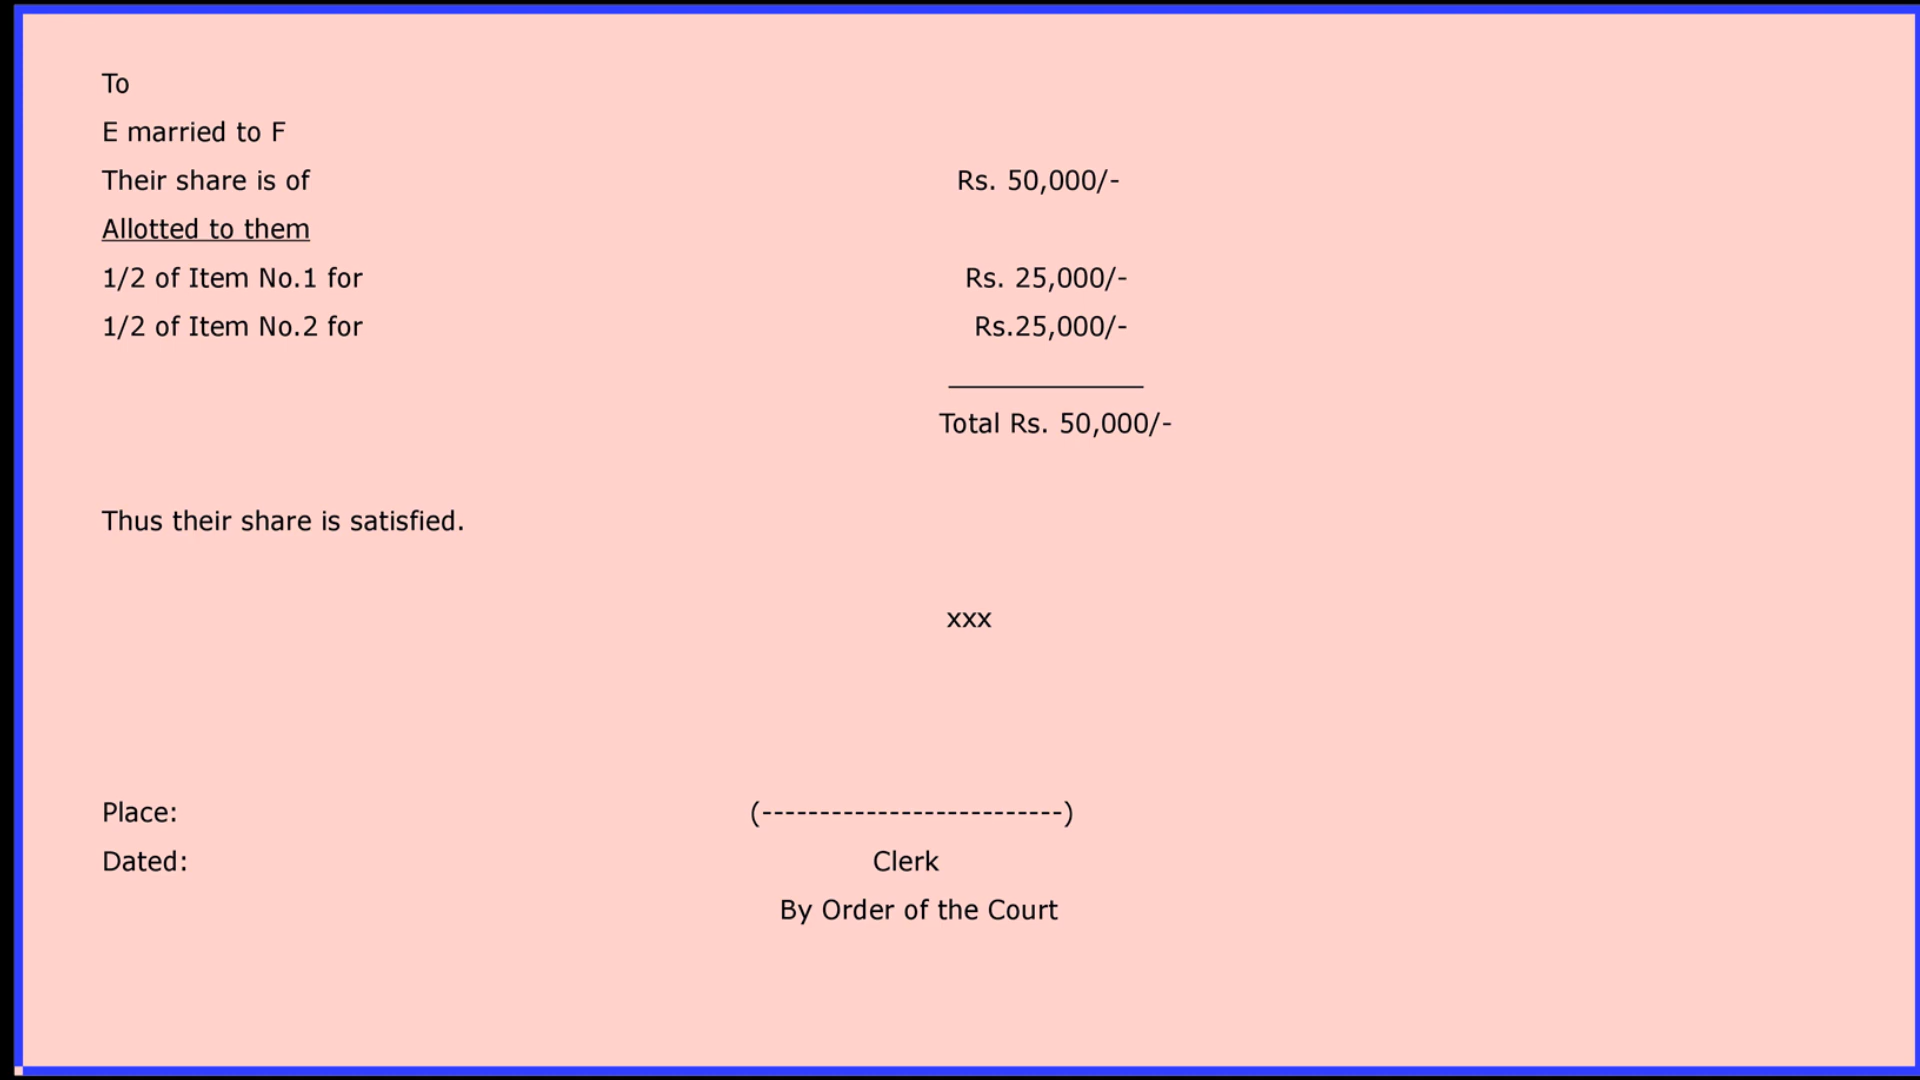 To
E married to F
Their share is of Rs. 50,000/-
Allotted to them
1/2 of Item No.1 for Rs. 25,000/-
1/2 of Item No.2 for Rs.25,000/-
Total Rs. 50,000/-
Thus their share is satisfied.
xxx
Place: (--------------------------)
Dated: Clerk
By Order of the Court